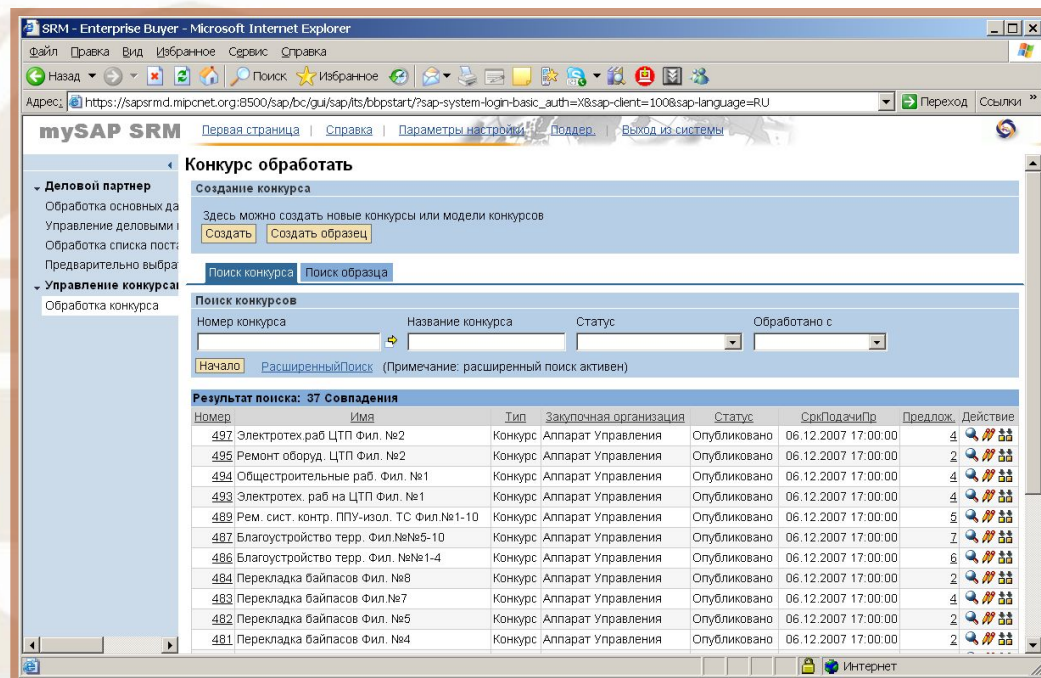 SRM - Enterprise Buyer - Microsoft Internet Explorer
Файл Правка Вид Избранное Сервис Справка
Назад Поиск Избранное
Адрес: https://sapsrmd.mipcnet.org:8500/sap/bc/gui/sap/its/bbpstart/?sap-system-login-basic_auth=X&sap-client=100&sap-language=RU Переход Ссылки »
mySAP SRM Первая страница | Справка | Параметры настройки | Поддер. | Выход из системы
Конкурс обработать
Деловой партнер
Обработка основных да
Управление деловыми
Обработка списка пост
Предварительно выбра
Управление конкурса
Обработка конкурса
Создание конкурса
Здесь можно создать новые конкурсы или модели конкурсов
Создать Создать образец
Поиск конкурса Поиск образца
Поиск конкурсов
Номер конкурса Название конкурса Статус Обработано с
Начало РасширенныйПоиск (Примечание: расширенный поиск активен)
Результат поиска: 37 Совпадения
Номер Имя Тип Закупочная организация Статус СркПодачиПр Предлож. Действие
497 Электротех.раб ЦТП Фил. №2 Конкурс Аппарат Управления Опубликовано 06.12.2007 17:00:00 4
495 Ремонт оборуд. ЦТП Фил. №2 Конкурс Аппарат Управления Опубликовано 06.12.2007 17:00:00 2
494 Общестроительные раб. Фил. №1 Конкурс Аппарат Управления Опубликовано 06.12.2007 17:00:00 4
493 Электротех. раб на ЦТП Фил. №1 Конкурс Аппарат Управления Опубликовано 06.12.2007 17:00:00 4
489 Рем. сист. контр. ППУ-изол. ТС Фил.№1-10 Конкурс Аппарат Управления Опубликовано 06.12.2007 17:00:00 5
487 Благоустройство терр. Фил.№№5-10 Конкурс Аппарат Управления Опубликовано 06.12.2007 17:00:00 7
486 Благоустройство терр. Фил. №№1-4 Конкурс Аппарат Управления Опубликовано 06.12.2007 17:00:00 6
484 Перекладка байпасов Фил. №8 Конкурс Аппарат Управления Опубликовано 06.12.2007 17:00:00 2
483 Перекладка байпасов Фил.№7 Конкурс Аппарат Управления Опубликовано 06.12.2007 17:00:00 4
482 Перекладка байпасов Фил. №5 Конкурс Аппарат Управления Опубликовано 06.12.2007 17:00:00 2
481 Перекладка байпасов Фил. №4 Конкурс Аппарат Управления Опубликовано 06.12.2007 17:00:00 2
Интернет